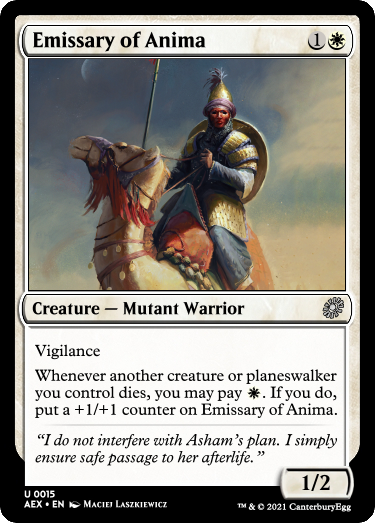 Emissary of Anima 1
Creature — Mutant Warrior
Vigilance
Whenever another creature or planeswalker
you control dies, you may pay . If you do,
put a +1/+1 counter on Emissary of Anima.
“I do not interfere with Asham’s plan. I simply
ensure safe passage to her afterlife.”
1/2
U 0015
AEX • EN Maciej Laszkiewicz
™ & © 2021 CanterburyEgg